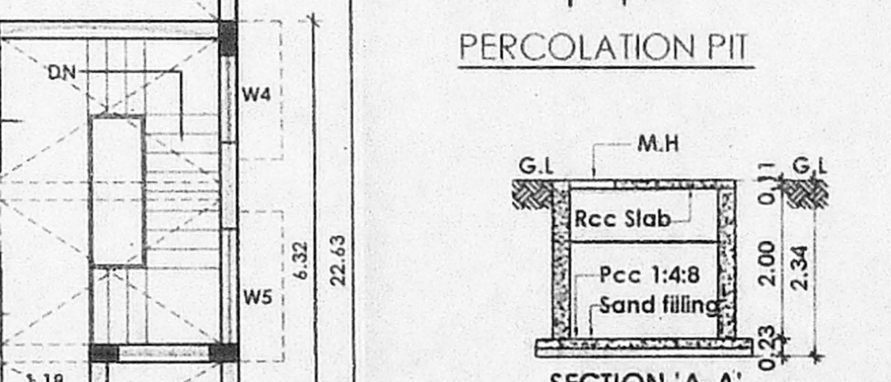 PERCOLATION PIT
DN
W4
M.H
G.L
G.L
0.11
Rcc Slab
2.00
2.34
6.32
22.63
Pcc 1:4:8
Sand filling
W5
0.23
SECTION 'A-A'